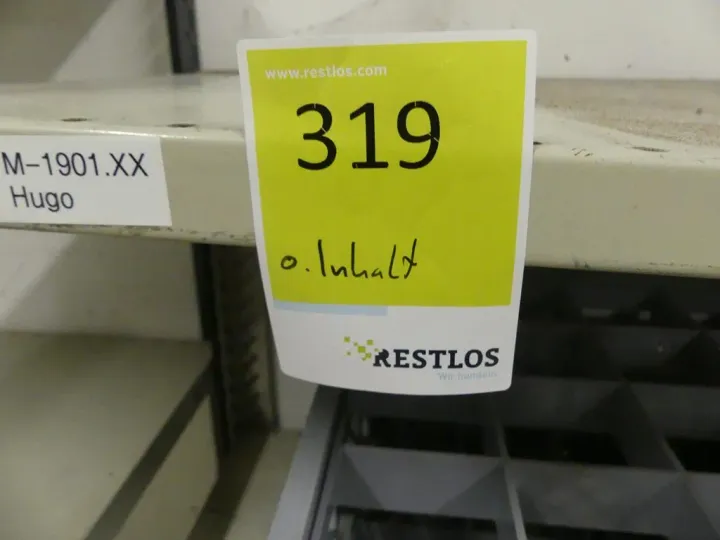 www.restlos.com
319
M-1901.XX
Hugo
o. Inhalt
RESTLOS